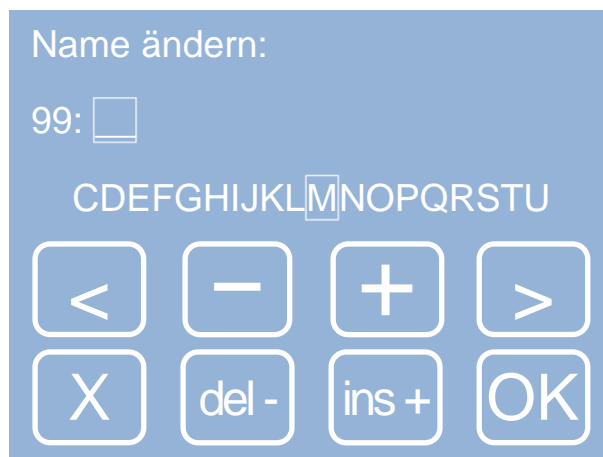 Name ändern:
99: _
CDEFGHIJKLMNOPQRSTU
< − + >
X del - ins + OK